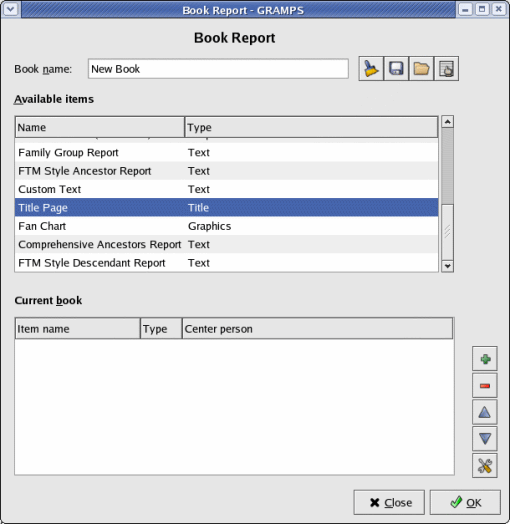 Book Report - GRAMPS
Book Report
Book name: New Book
Available items
Name Type
Family Group Report Text
FTM Style Ancestor Report Text
Custom Text Text
Title Page Title
Fan Chart Graphics
Comprehensive Ancestors Report Text
FTM Style Descendant Report Text
Current book
Item name Type Center person
Close OK